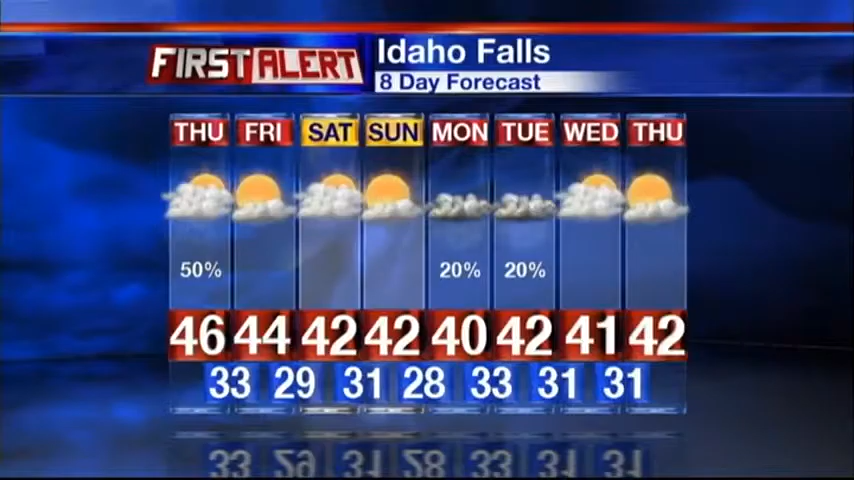 FIRST ALERT
Idaho Falls
8 Day Forecast
THU FRI SAT SUN MON TUE WED THU
50% 20% 20%
46 44 42 42 40 42 41 42
33 29 31 28 33 31 31